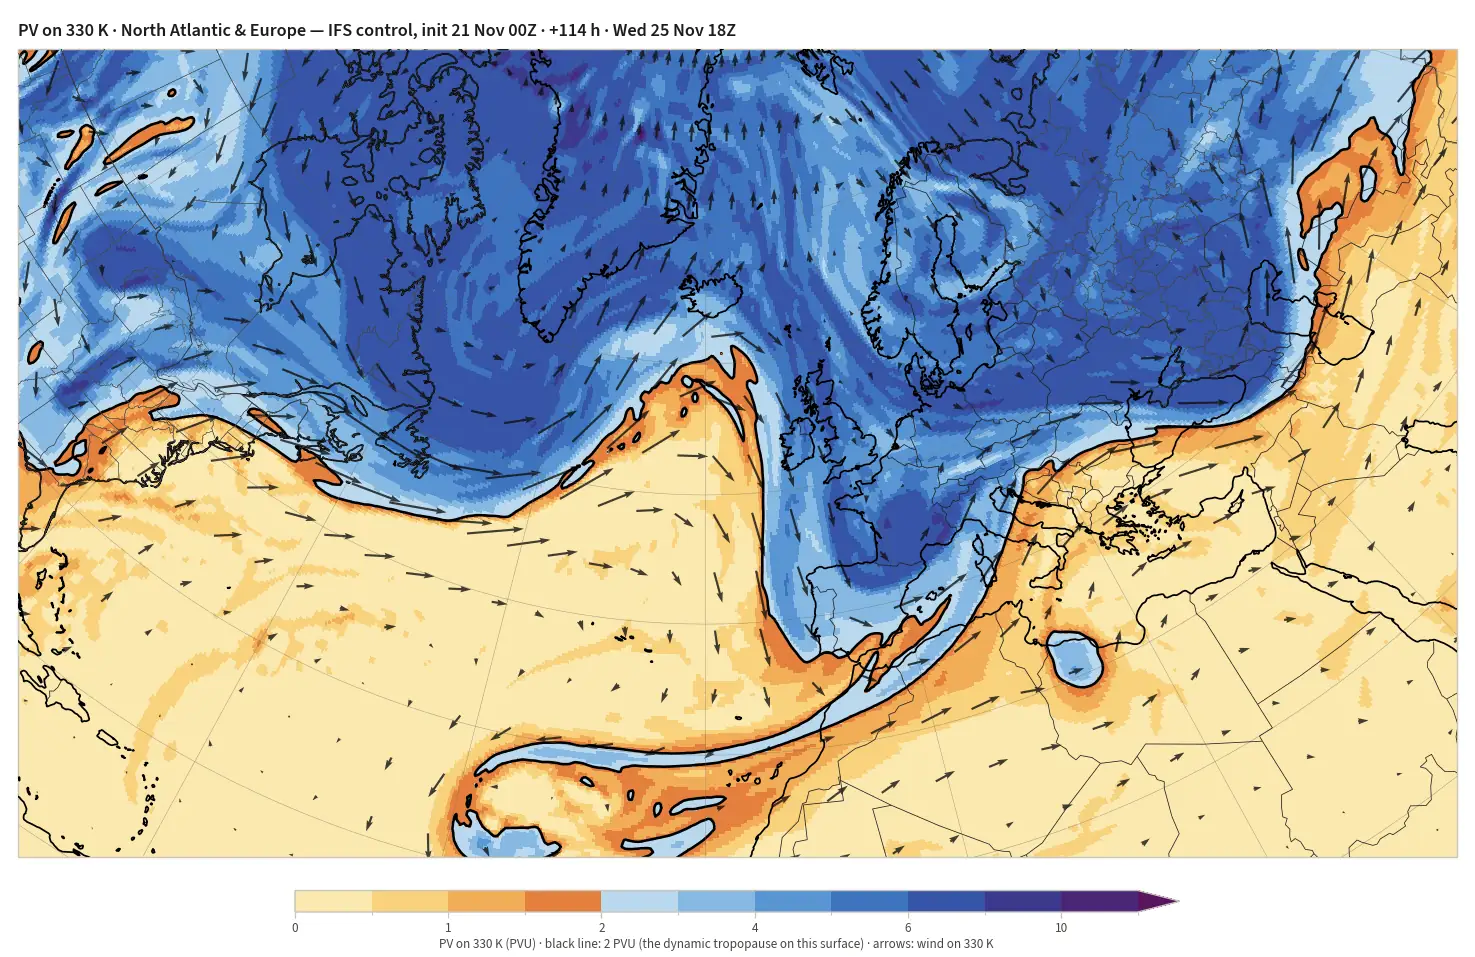 PV on 330 K · North Atlantic & Europe — IFS control, init 21 Nov 00Z · +114 h · Wed 25 Nov 18Z
0 1 2 4 6 10
PV on 330 K (PVU) · black line: 2 PVU (the dynamic tropopause on this surface) · arrows: wind on 330 K